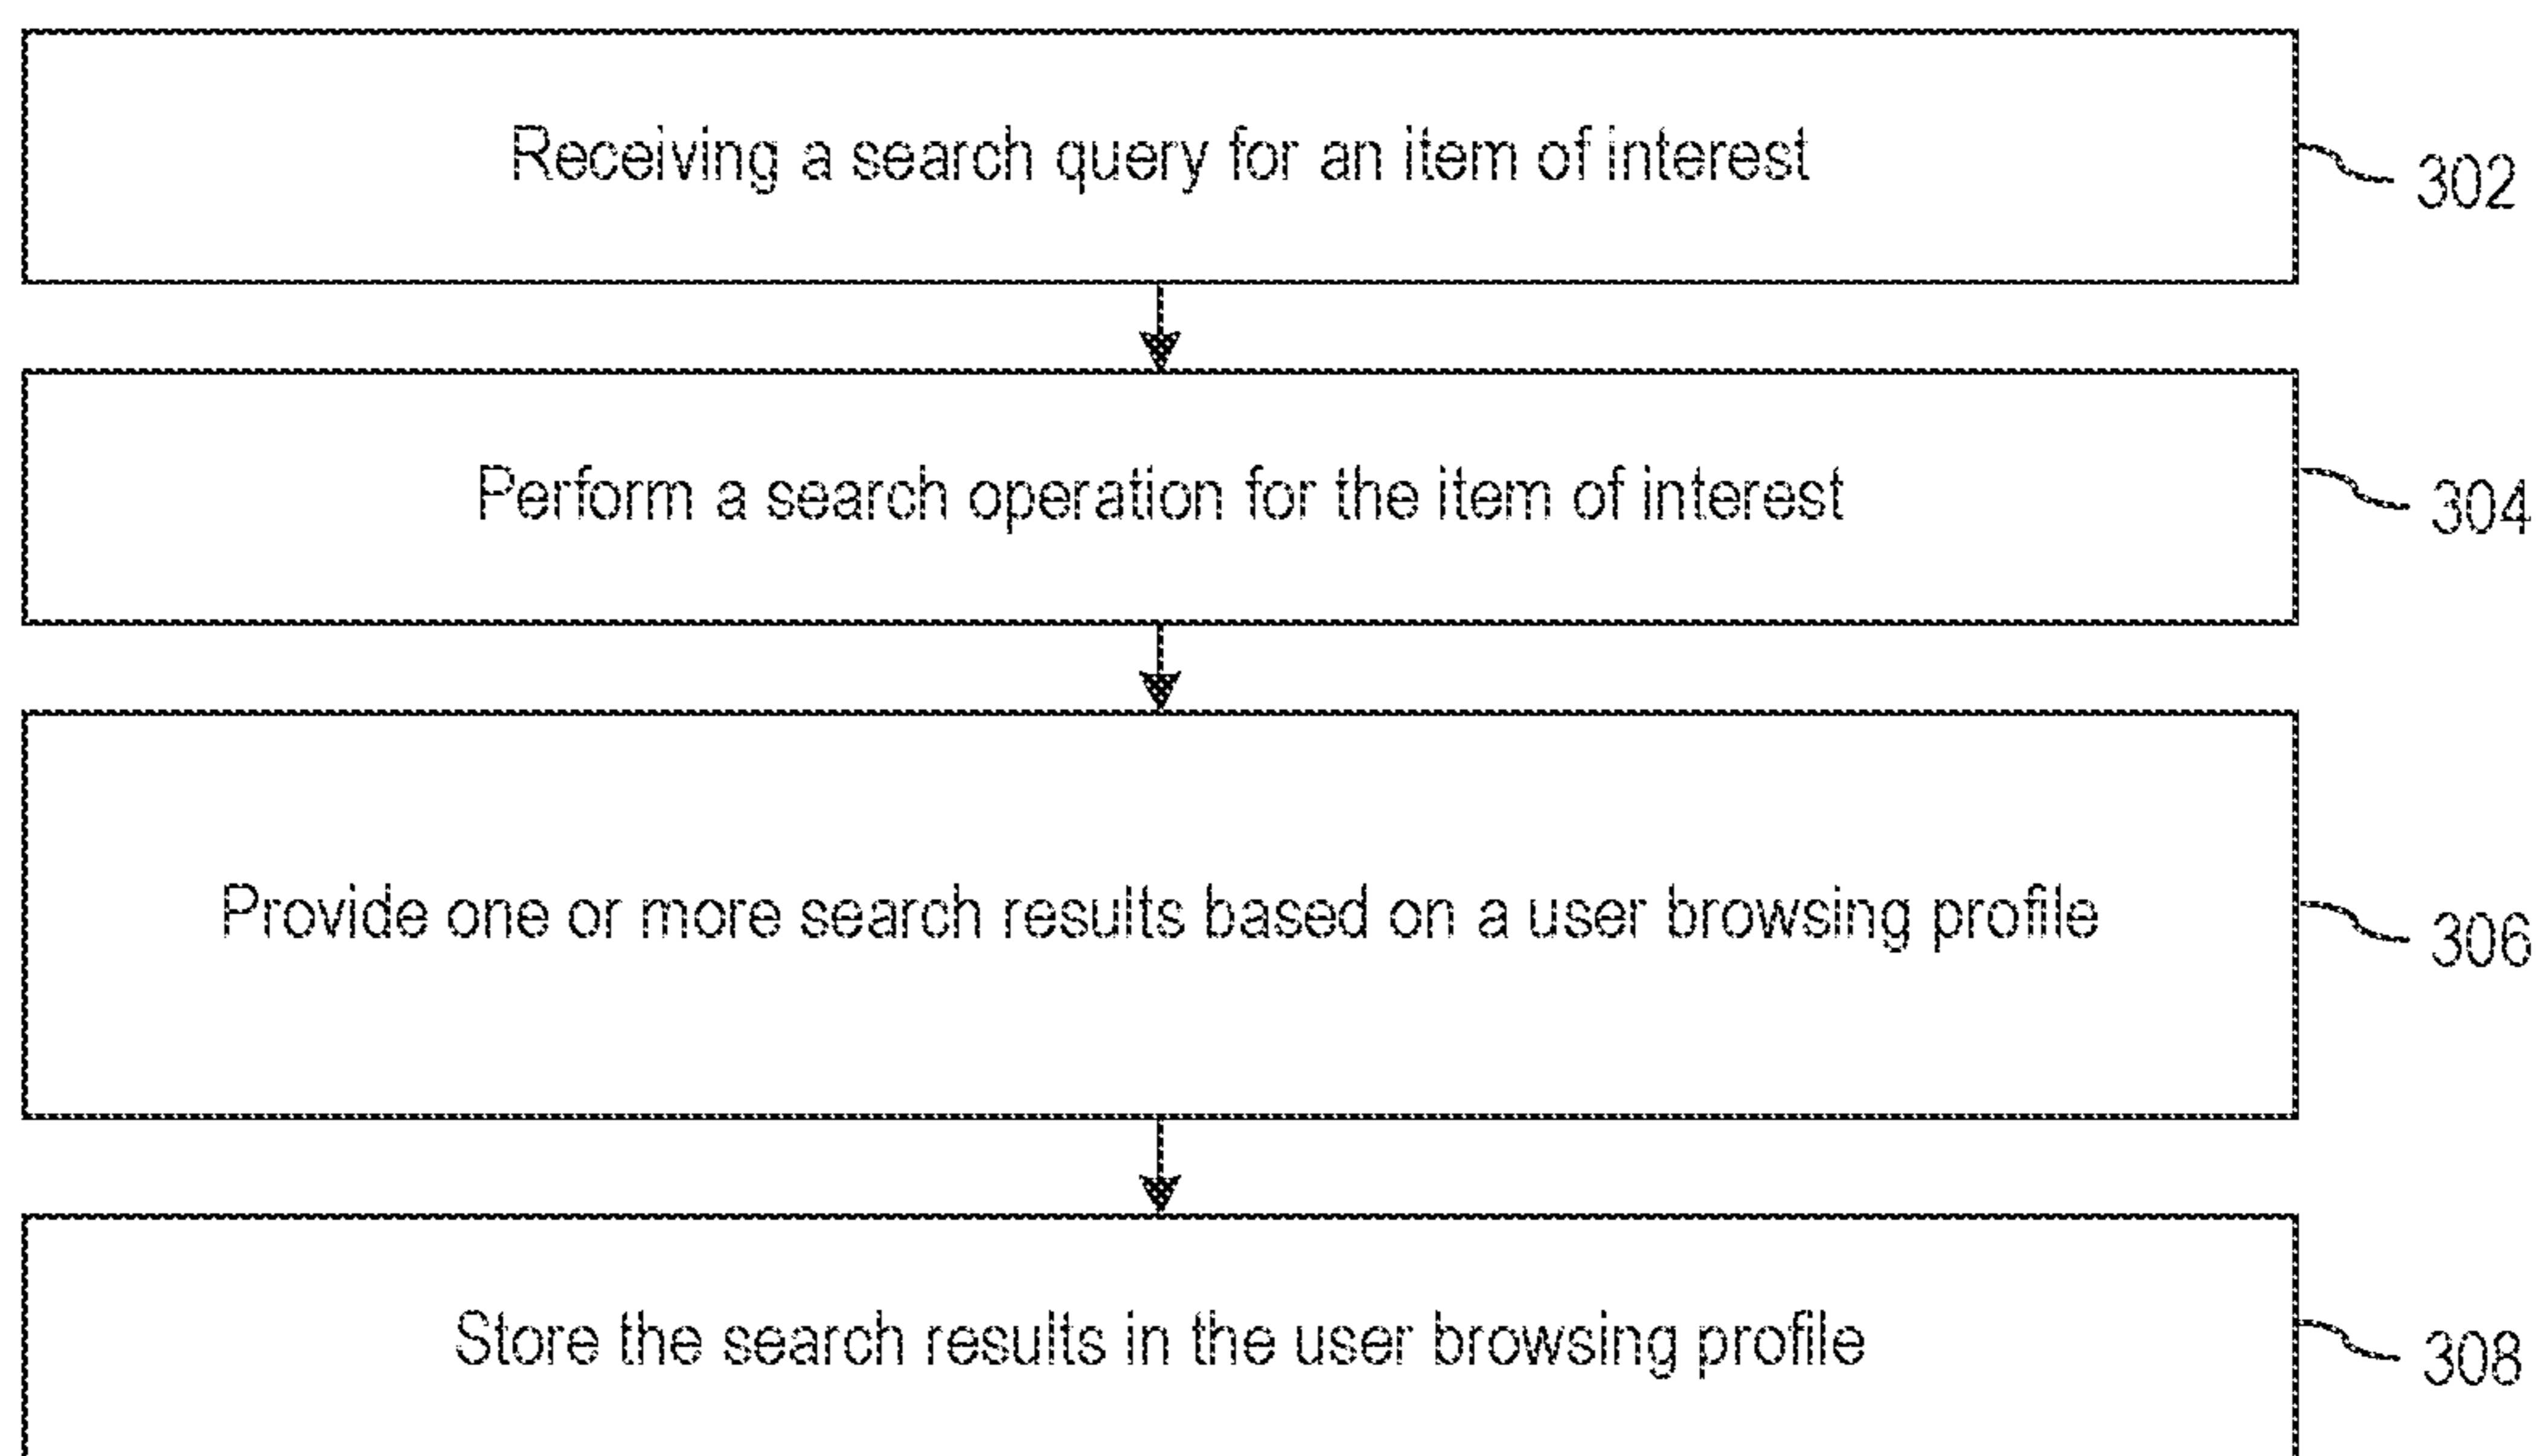 Receiving a search query for an item of interest
302
Perform a search operation for the item of interest
304
Provide one or more search results based on a user browsing profile
306
Store the search results in the user browsing profile
308